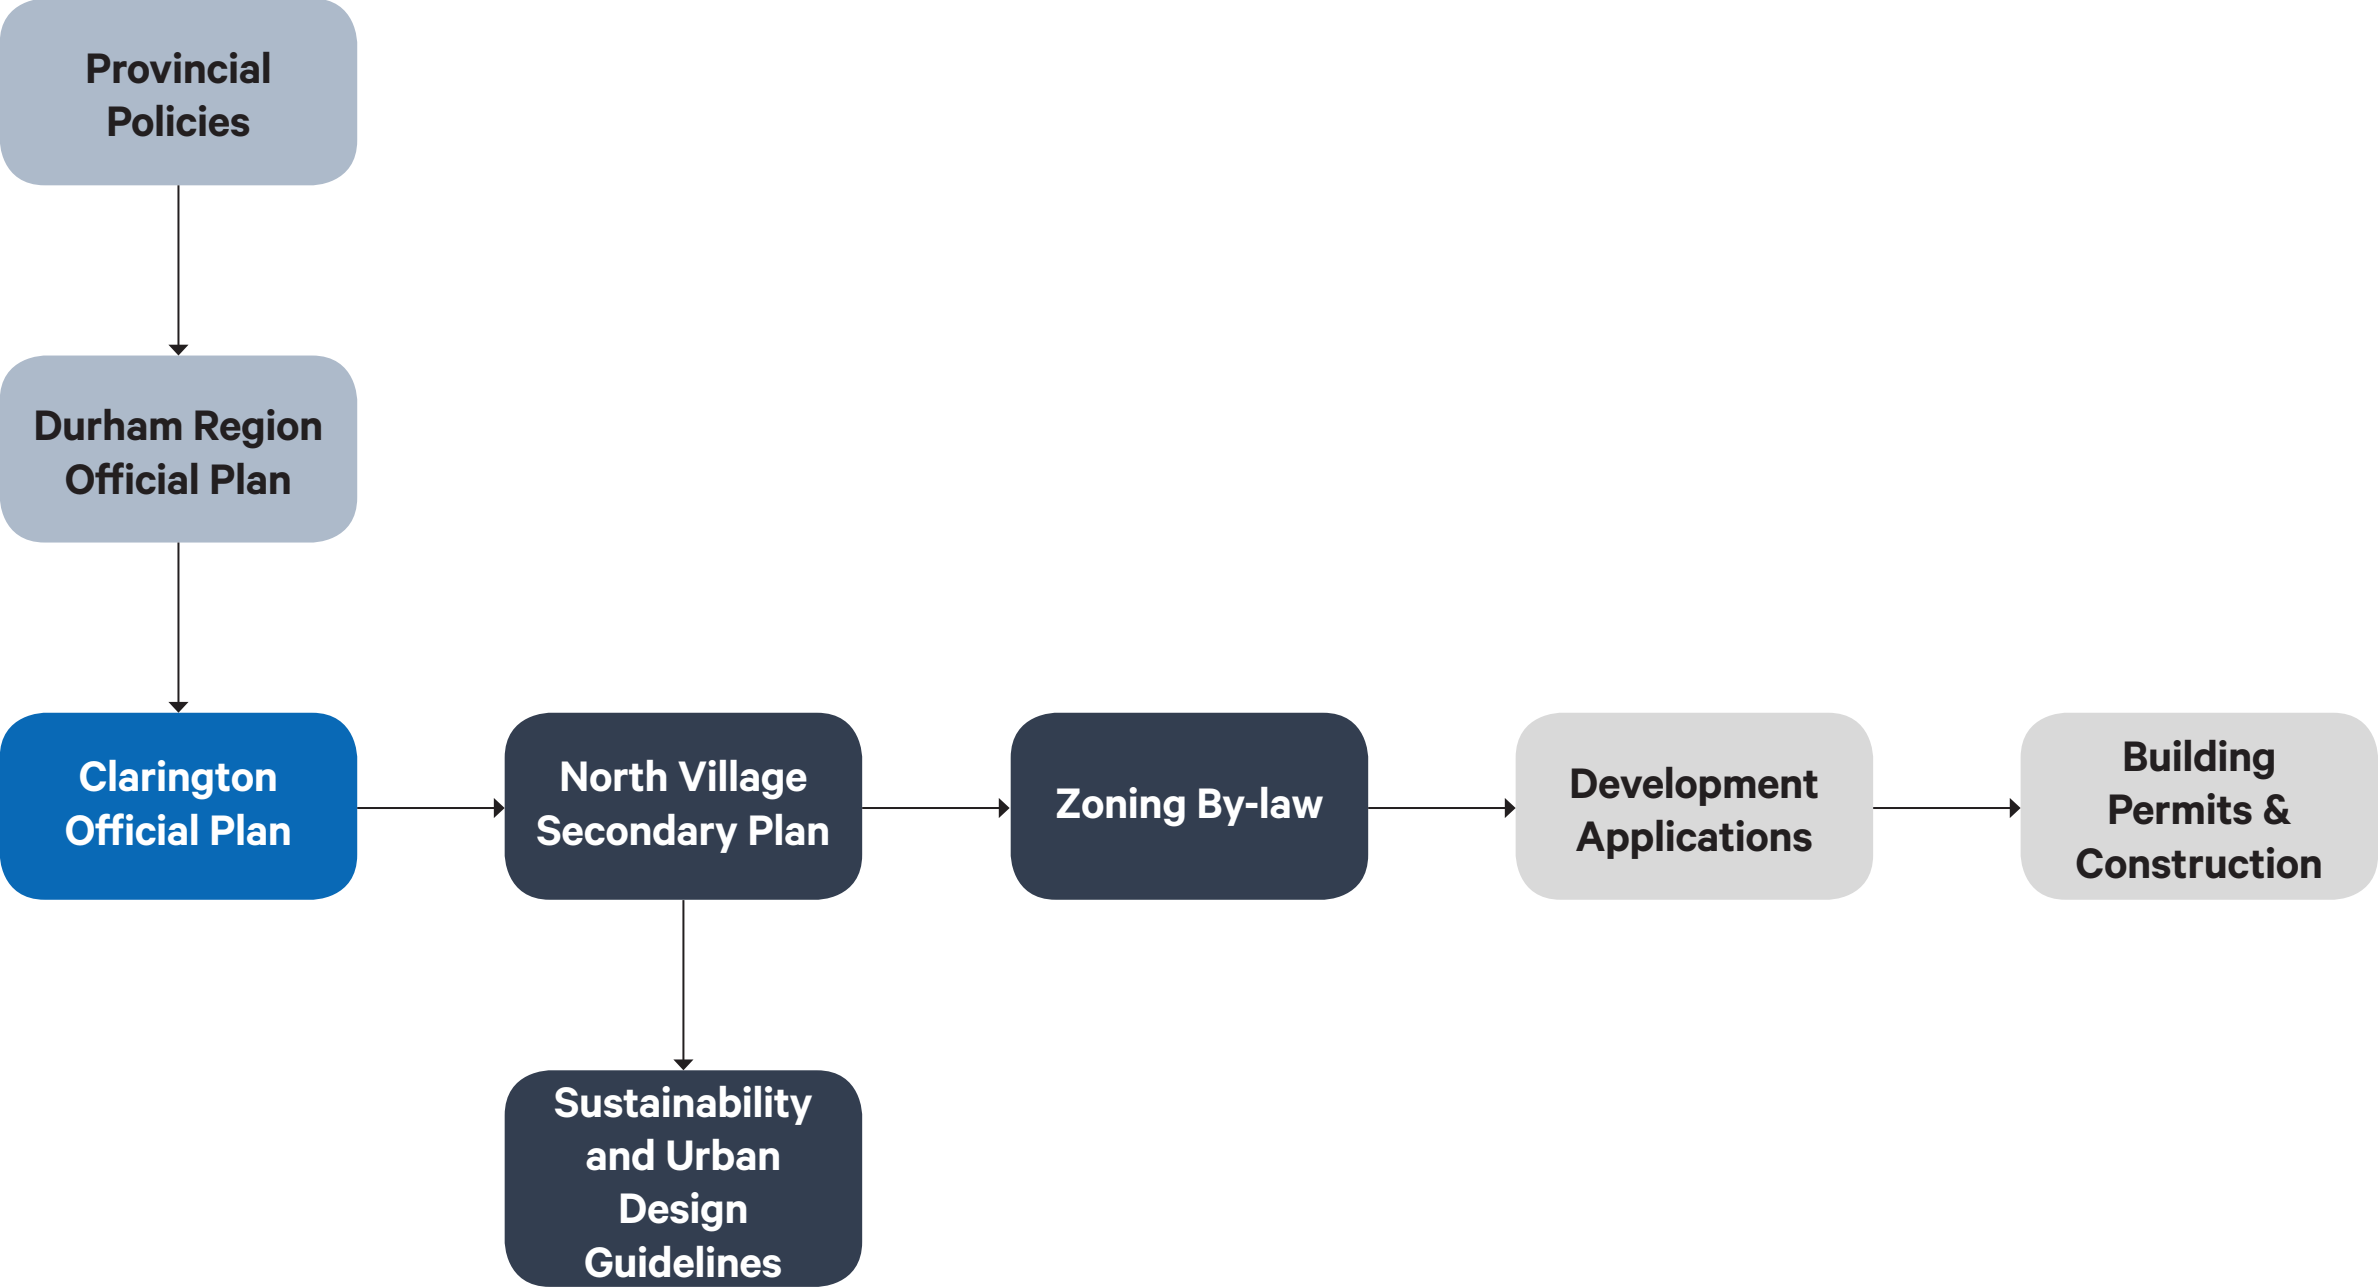 Provincial
Policies
Durham Region
Official Plan
Clarington
Official Plan
North Village
Secondary Plan
Zoning By-law
Development
Applications
Building
Permits &
Construction
Sustainability
and Urban
Design
Guidelines